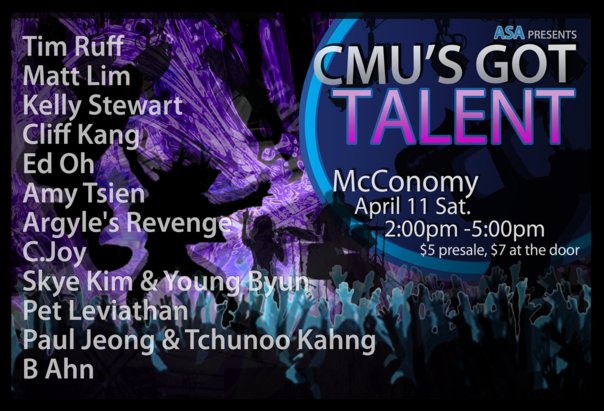 Tim Ruff
Matt Lim
Kelly Stewart
Cliff Kang
Ed Oh
Amy Tsien
Argyle's Revenge
C.Joy
Skye Kim & Young Byun
Pet Leviathan
Paul Jeong & Tchunoo Kahng
B Ahn
ASA PRESENTS
CMU'S GOT
TALENT
McConomy
April 11 Sat.
2:00pm -5:00pm
$5 presale, $7 at the door